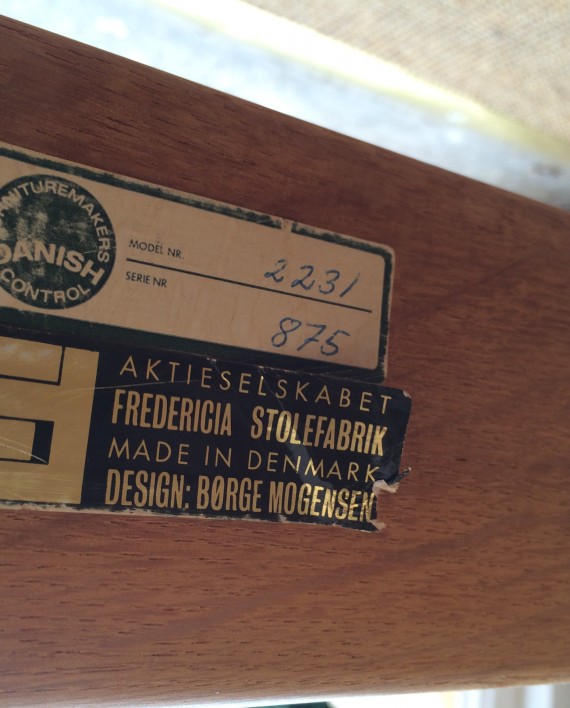 DANISH
CONTROL
MODEL NR. 2231
SERIE NR 875
AKTIESELSKABET
FREDERICIA STOLEFABRIK
MADE IN DENMARK
DESIGN: BØRGE MOGENSEN